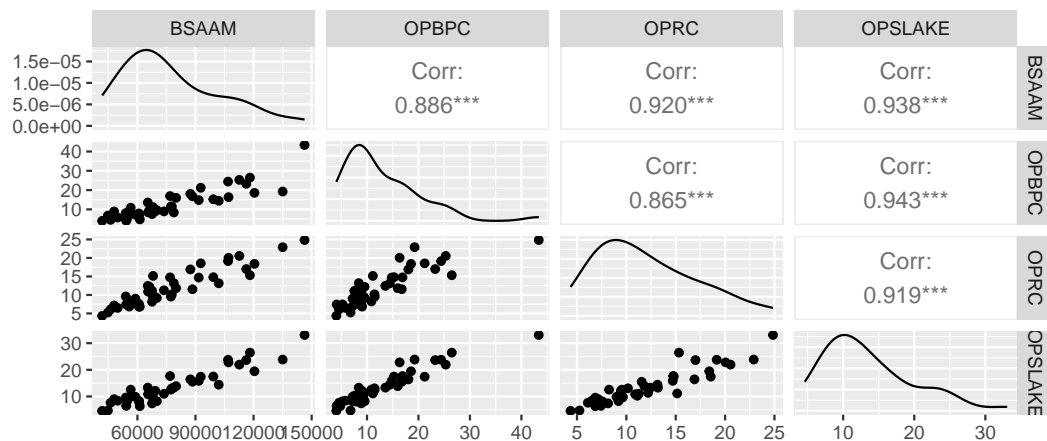 BSAAM OPBPC OPRC OPSLAKE
1.5e−05
1.0e−05
5.0e−06
0.0e+00
Corr:
0.886***
Corr:
0.920***
Corr:
0.938***
BSAAM
40
30
20
10
Corr:
0.865***
Corr:
0.943***
OPBPC
25
20
15
10
5
Corr:
0.919***
OPRC
30
20
10
OPSLAKE
60000 90000 120000 150000 10 20 30 40 5 10 15 20 25 10 20 30